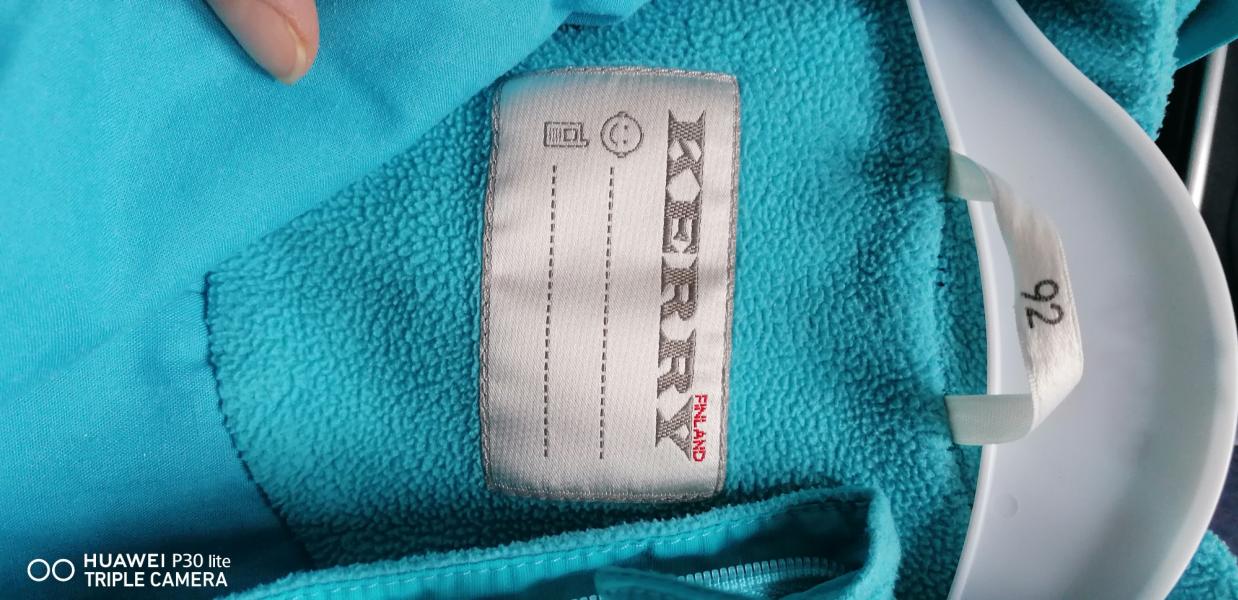 KERRY
FINLAND
92
HUAWEI P30 lite
TRIPLE CAMERA